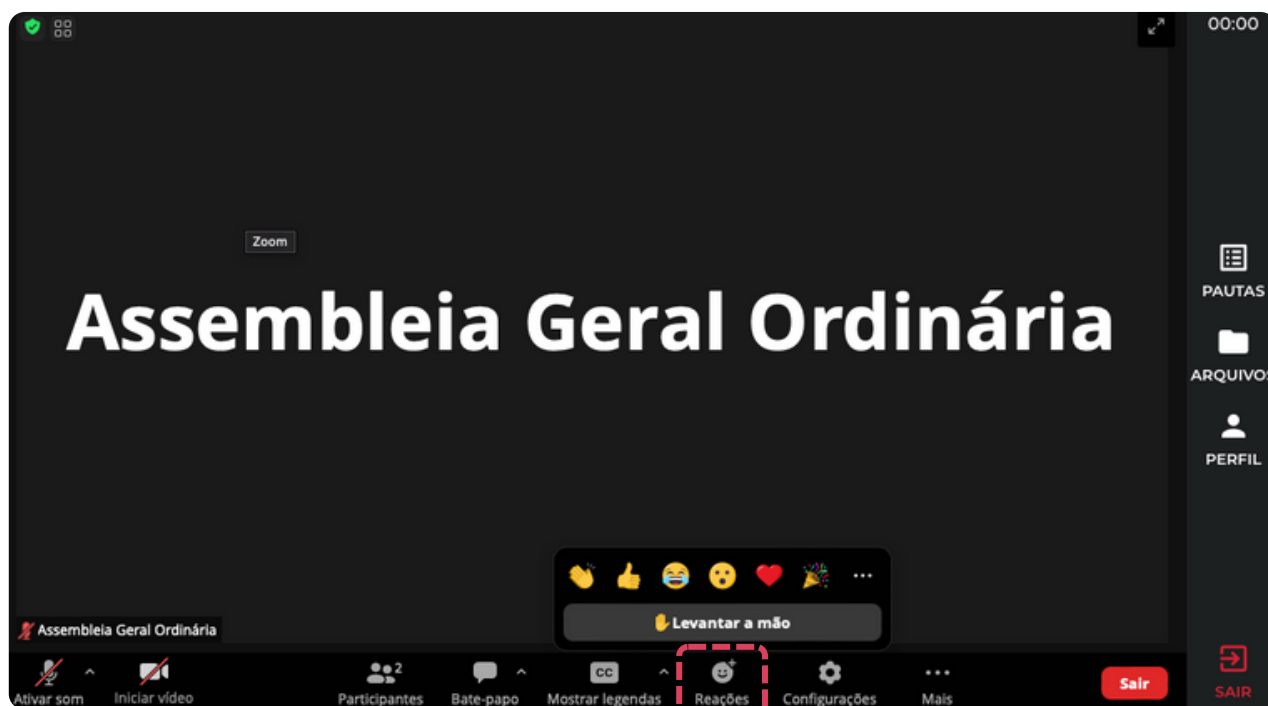 00:00
Zoom
Assembleia Geral Ordinária
PAUTAS
ARQUIVOS
PERFIL
Levantar a mão
Assembleia Geral Ordinária
2
CC
Ativar som
Iniciar vídeo
Participantes
Bate-papo
Mostrar legendas
Reações
Configurações
Mais
Sair
SAIR